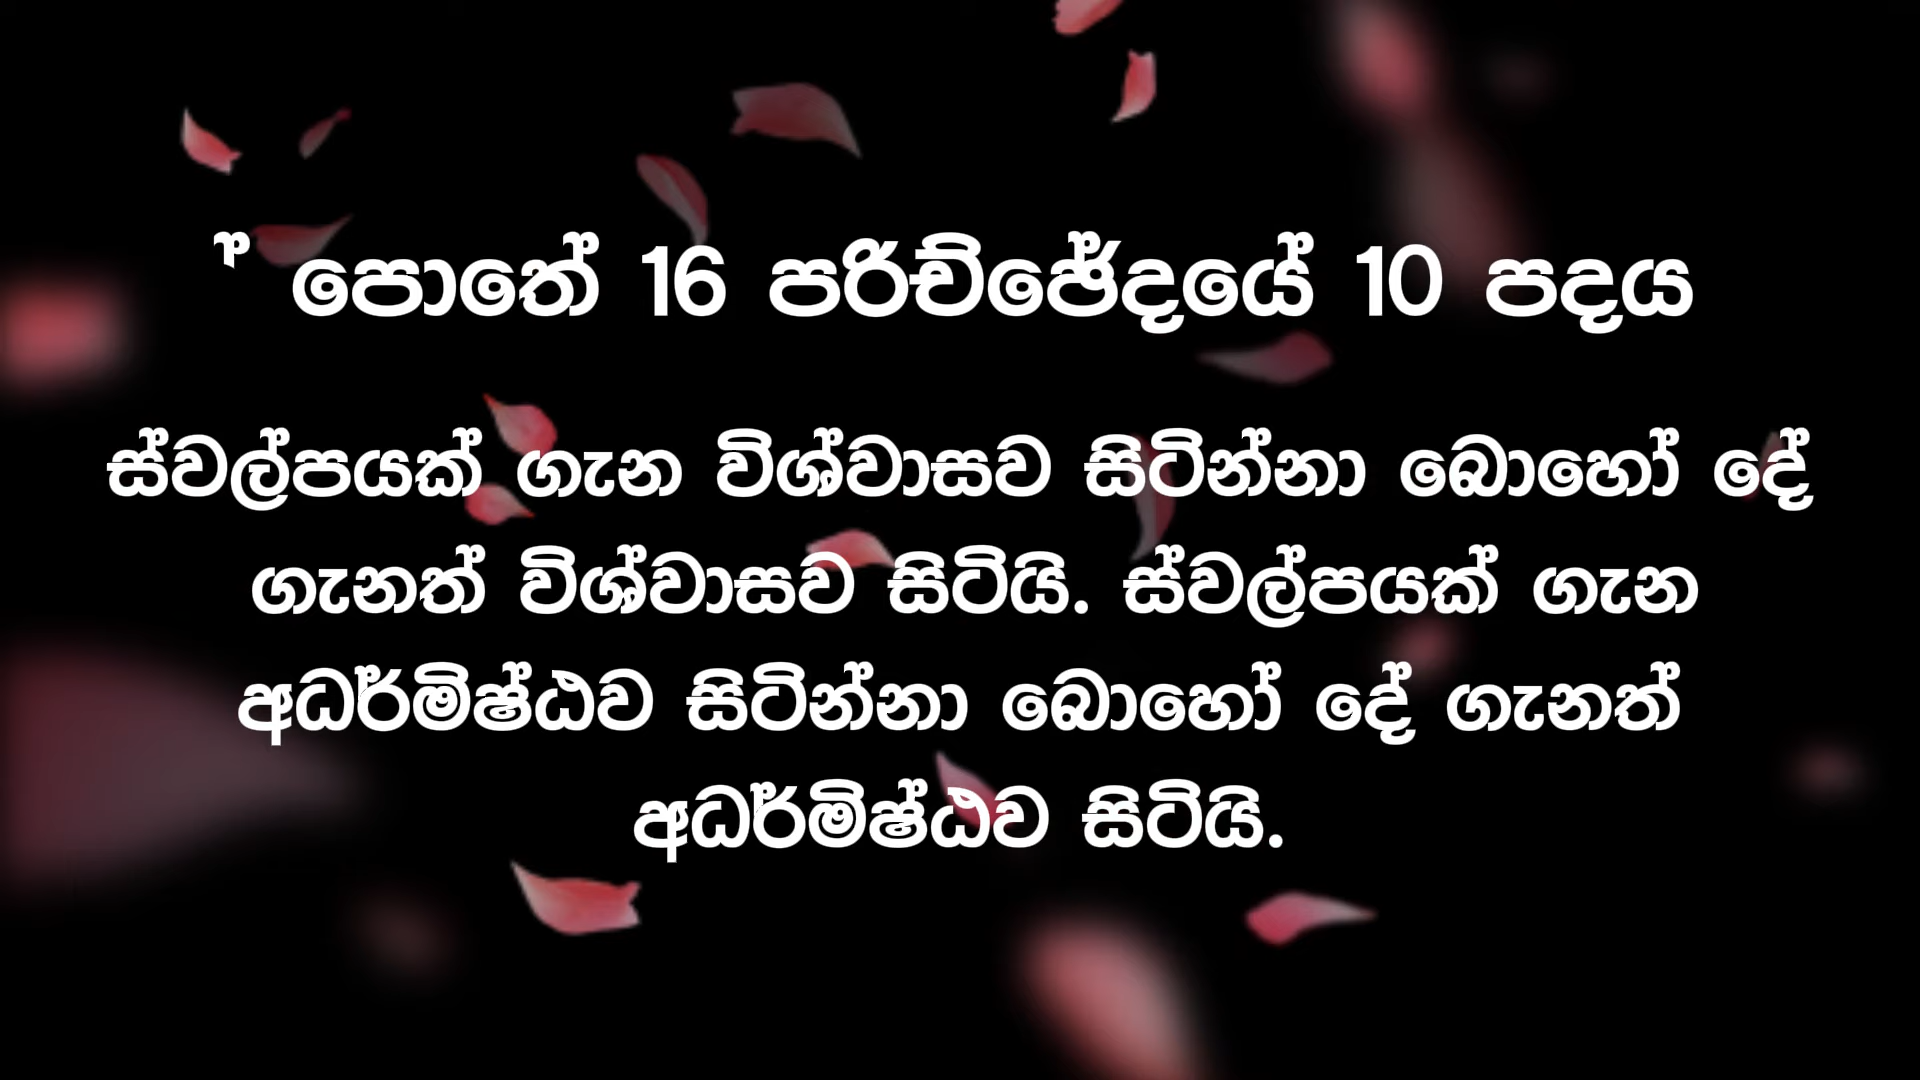 ් පොතේ 16 පරිච්ඡේදයේ 10 පදය
ස්වල්පයක් ගැන විශ්වාසව සිටින්නා බොහෝ දේ
ගැනත් විශ්වාසව සිටියි. ස්වල්පයක් ගැන
අධර්මිෂ්ඨව සිටින්නා බොහෝ දේ ගැනත්
අධර්මිෂ්ඨව සිටියි.